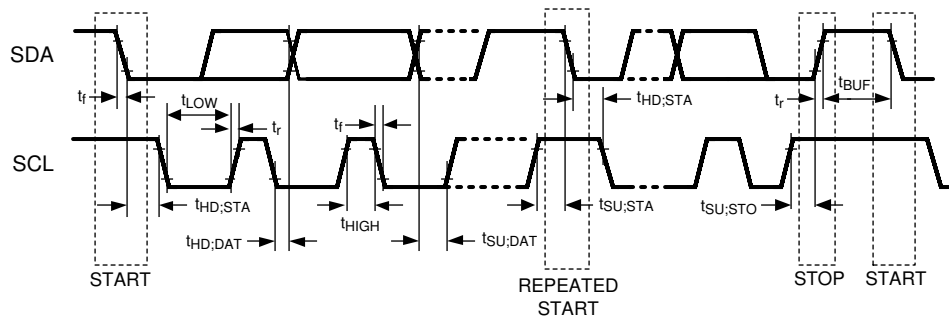 SDA
t_f
t_LOW
t_r
t_f
t_HD;STA
t_r
t_BUF
SCL
t_HD;STA
t_HD;DAT
t_HIGH
t_SU;DAT
t_SU;STA
t_SU;STO
START
REPEATED
START
STOP
START